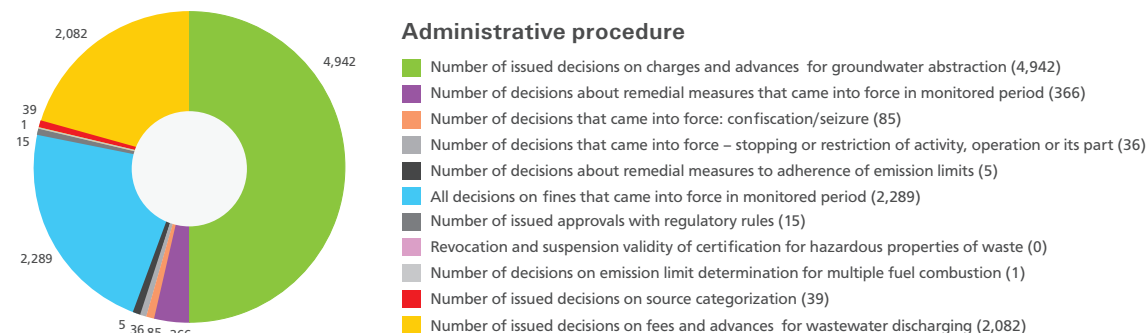 Administrative procedure
Number of issued decisions on charges and advances for groundwater abstraction (4,942)
Number of decisions about remedial measures that came into force in monitored period (366)
Number of decisions that came into force: confiscation/seizure (85)
Number of decisions that came into force – stopping or restriction of activity, operation or its part (36)
Number of decisions about remedial measures to adherence of emission limits (5)
All decisions on fines that came into force in monitored period (2,289)
Number of issued approvals with regulatory rules (15)
Revocation and suspension validity of certification for hazardous properties of waste (0)
Number of decisions on emission limit determination for multiple fuel combustion (1)
Number of issued decisions on source categorization (39)
Number of issued decisions on fees and advances for wastewater discharging (2,082)
2,082
4,942
39
1
15
2,289
5 36 85 366